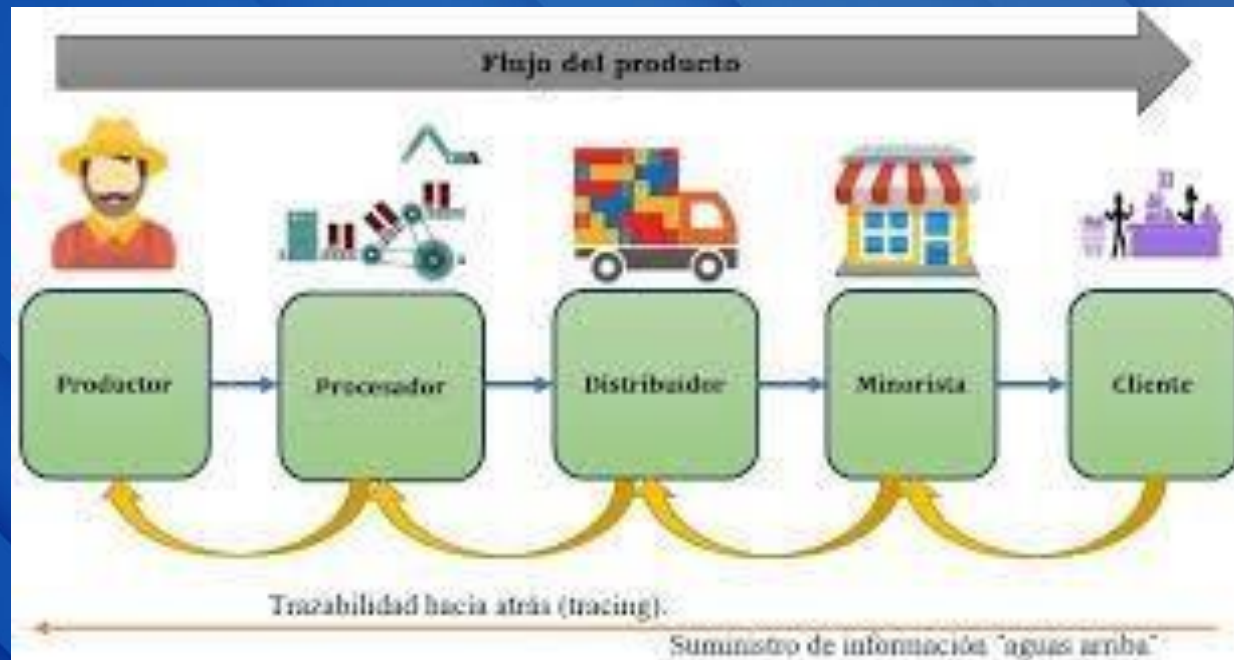 Flujo del producto
Productor
Procesador
Distribuidor
Minorista
Cliente
Trazabilidad hacia atrás (tracing).
Suministro de información "aguas arriba"